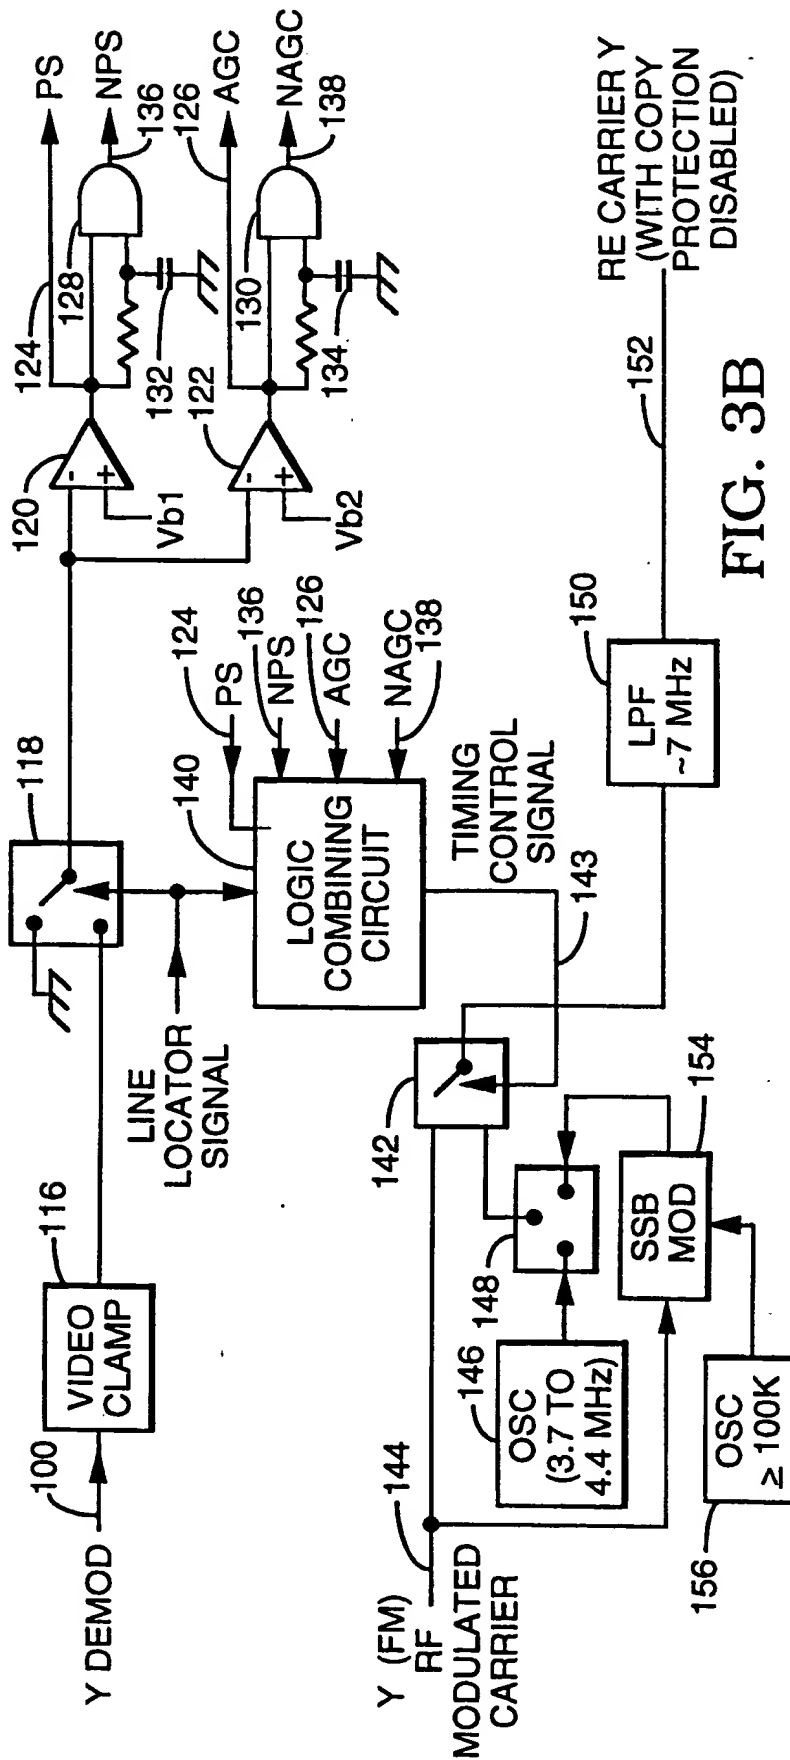 Y DEMOD
100
VIDEO
CLAMP
116
LINE
LOCATOR
SIGNAL
118
120
-
+
Vb1
122
-
+
Vb2
124
PS
128
132
NPS
136
126
AGC
130
134
NAGC
138
140
LOGIC
COMBINING
CIRCUIT
124
PS
136
NPS
126
AGC
NAGC
138
TIMING
CONTROL
SIGNAL
143
142
Y (FM)
RF
MODULATED
CARRIER
144
146
OSC
(3.7 TO
4.4 MHz)
148
SSB
MOD
154
156
OSC
≥ 100K
150
LPF
~7 MHz
152
RE CARRIER Y
(WITH COPY
PROTECTION
DISABLED)
FIG. 3B